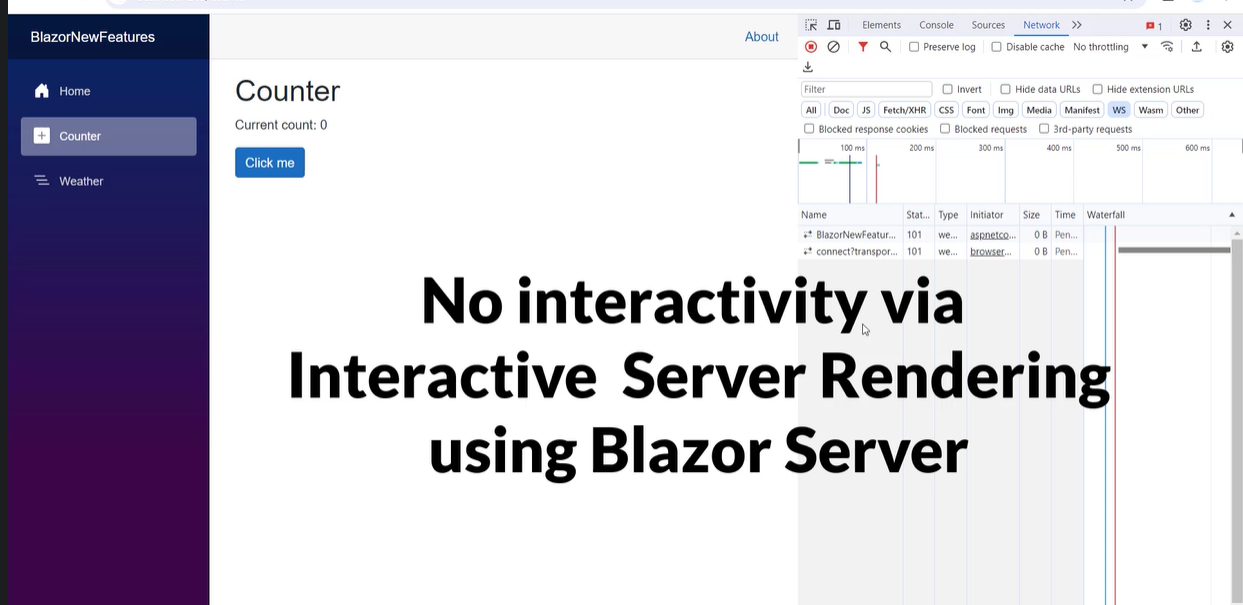 BlazorNewFeatures
Home
Counter
Weather
About
Counter
Current count: 0
Click me
Elements Console Sources Network 1
Preserve log Disable cache No throttling
Filter Invert Hide data URLs Hide extension URLs
All Doc JS Fetch/XHR CSS Font Img Media Manifest WS Wasm Other
Blocked response cookies Blocked requests 3rd-party requests
100 ms 200 ms 300 ms 400 ms 500 ms 600 ms
Name Stat... Type Initiator Size Time Waterfall
BlazorNewFeatur... 101 we... aspnetco... 0 B Pen...
connect?transpor... 101 we... browser... 0 B Pen...
No interactivity via
Interactive Server Rendering
using Blazor Server